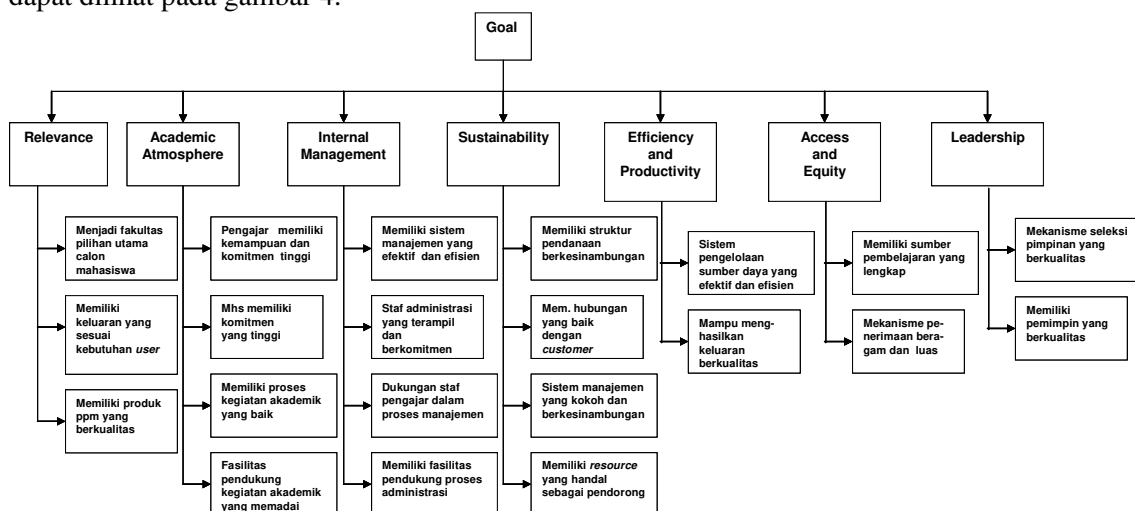 dapat dilihat pada gambar 4.
Goal
Relevance
Academic
Atmosphere
Internal
Management
Sustainability
Efficiency
and
Productivity
Access
and
Equity
Leadership
Menjadi fakultas
pilihan utama
calon
mahasiswa
Memiliki
keluaran yang
sesuai
kebutuhan user
Memiliki produk
ppm yang
berkualitas
Pengajar memiliki
kemampuan dan
komitmen tinggi
Mhs memiliki
komitmen
yang tinggi
Memiliki proses
kegiatan akademik
yang baik
Fasilitas
pendukung
kegiatan akademik
yang memadai
Memiliki sistem
manajemen yang
efektif dan efisien
Staf administrasi
yang terampil
dan
berkomitmen
Dukungan staf
pengajar dalam
proses manajemen
Memiliki fasilitas
pendukung proses
administrasi
Memiliki struktur
pendanaan
berkesinambungan
Mem. hubungan
yang baik
dengan
customer
Sistem manajemen
yang kokoh dan
berkesinambungan
Memiliki resource
yang handal
sebagai pendorong
Sistem
pengelolaan
sumber daya yang
efektif dan efisien
Mampu meng-
hasilkan
keluaran
berkualitas
Memiliki sumber
pembelajaran yang
lengkap
Mekanisme pe-
nerimaan bera-
gam dan luas
Mekanisme seleksi
pimpinan yang
berkualitas
Memiliki
pemimpin yang
berkualitas